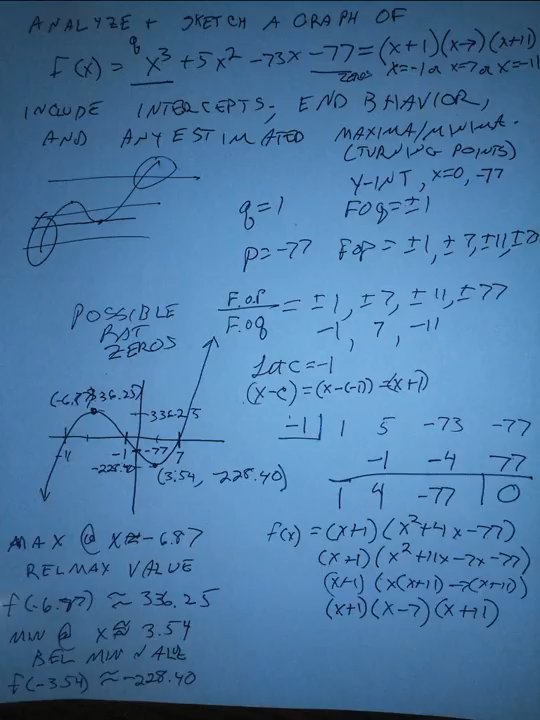 ANALYZE + SKETCH A GRAPH OF
q
f(x) = x³ + 5x² - 73x - 77 = (x+1)(x-7)(x+11)
ZEROS x=-1 or x=7 or x=-11
INCLUDE INTERCEPTS, END BEHAVIOR,
AND ANY ESTIMATED MAXIMA/MINIMA.
(TURNING POINTS)
Y-INT, x=0, -77
q=1 FOq=±1
p=-77 FOP=±1, ±7, ±11, ±
POSSIBLE
RAT
ZEROS
F.O.P/F.O.q = ±1, ±7, ±11, ±77
-1, 7, -11
Let c=-1
(x-c)=(x-(-1))=(x+1)
(-6.87, 336.25)
336.25
-11 -1 -77 7
-228.40
(3.54, -228.40)
-1 | 1 5 -73 -77
-1 -4 77
1 4 -77 | 0
MAX @ x≈-6.87
REL MAX VALUE
f(-6.87) ≈ 336.25
MIN @ x≈3.54
REL MIN VALUE
f(-3.54) ≈ -228.40
f(x) = (x+1)(x²+4x-77)
(x+1)(x²+11x-7x-77)
(x+1)(x(x+11)-7(x+11))
(x+1)(x-7)(x+11)